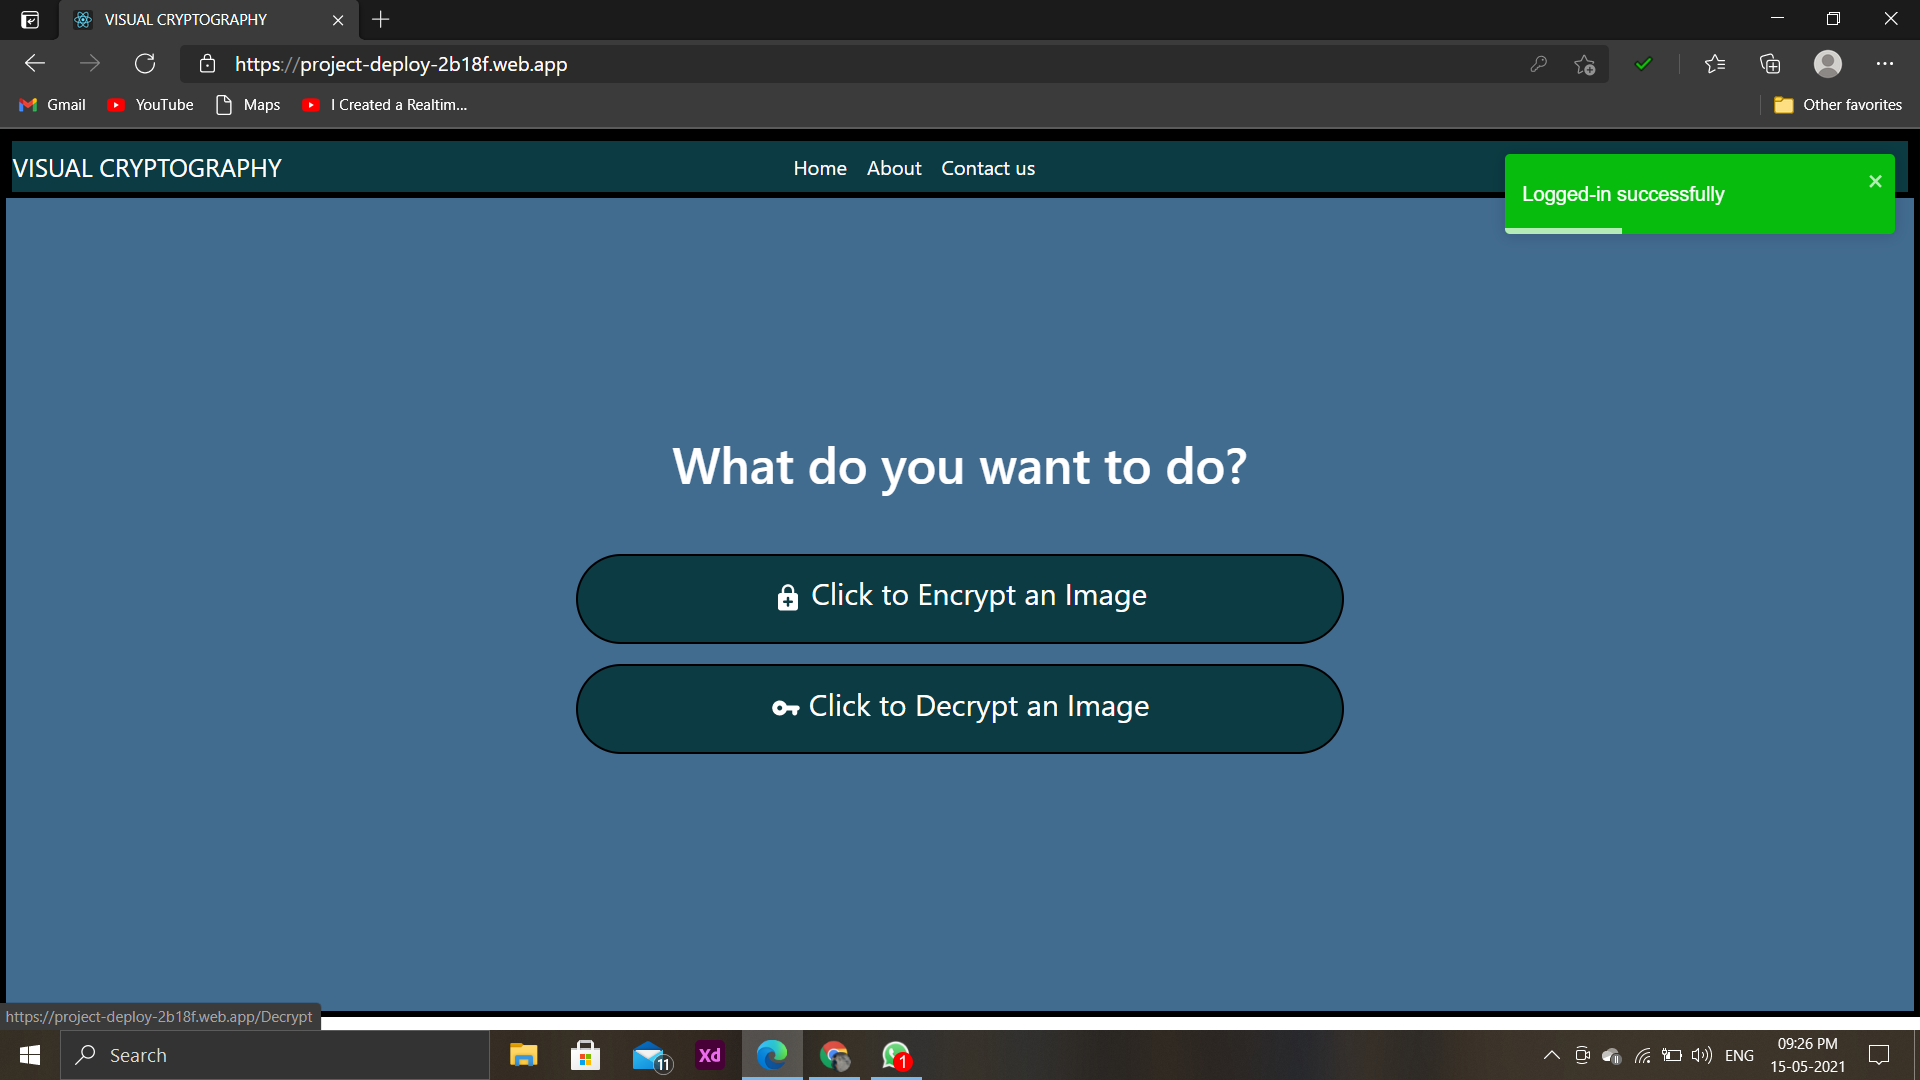 VISUAL CRYPTOGRAPHY
https://project-deploy-2b18f.web.app
Gmail YouTube Maps I Created a Realtim... Other favorites
VISUAL CRYPTOGRAPHY Home About Contact us
Logged-in successfully
What do you want to do?
Click to Encrypt an Image
Click to Decrypt an Image
https://project-deploy-2b18f.web.app/Decrypt
Search Xd 11 1 ENG 09:26 PM
15-05-2021